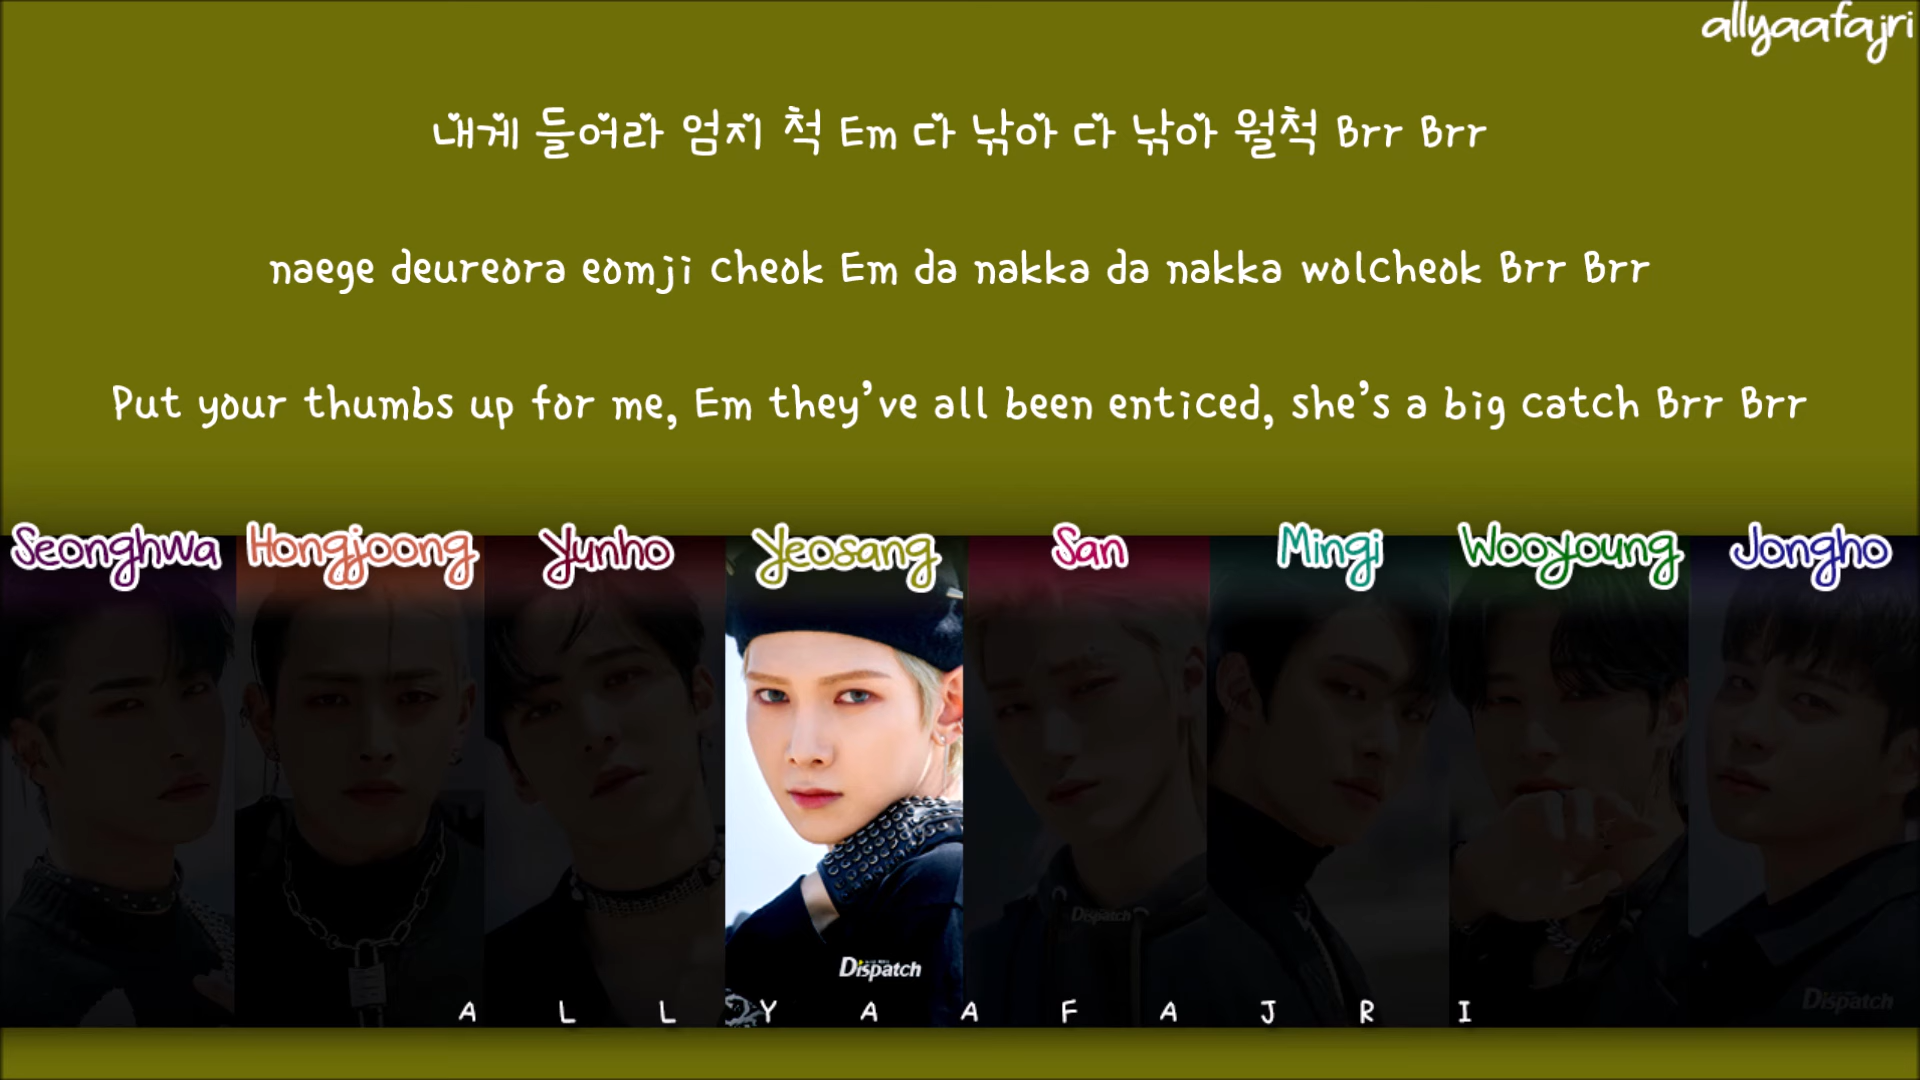 allyaafajri
내게 들어라 엄지 척 Em 다 낚아 다 낚아 월척 Brr Brr
naege deureora eomji cheok Em da nakka da nakka wolcheok Brr Brr
Put your thumbs up for me, Em they’ve all been enticed, she’s a big catch Brr Brr
Seonghwa Hongjoong Yunho Yeosang San Mingi Wooyoung Jongho
Dispatch
Dispatch
Dispatch
A L L Y A A F A J R I